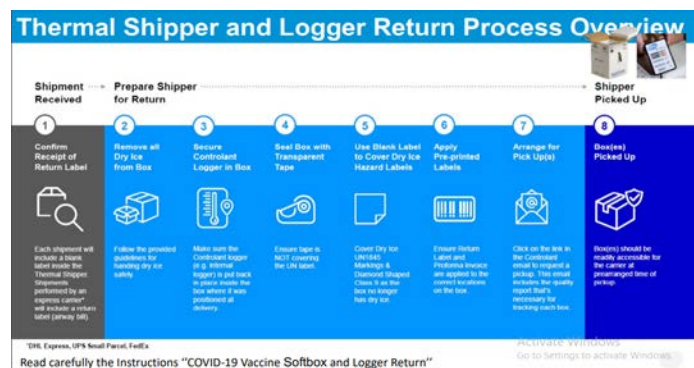 Thermal Shipper and Logger Return Process Overview
Shipment
Received
Prepare Shipper
for Return
Shipper
Picked Up
1
Confirm
Receipt of
Return Label
Each shipment will
include a blank
label inside the
Thermal Shipper.
Shipments
performed by an
express carrier*
will include a return
label (airway bill).
2
Remove all
Dry Ice
from Box
Follow the provided
guidelines for
handing dry ice
safely.
3
Secure
Controlant
Logger in Box
Make sure the
Controlant logger
(e.g. internal
logger) is put back
in place inside the
box where it was
positioned at
delivery.
4
Seal Box with
Transparent
Tape
Ensure tape is
NOT covering
the UN label.
5
Use Blank Label
to Cover Dry Ice
Hazard Labels
Cover Dry Ice
UN1845
Markings &
Diamond Shaped
Class 9 as the
box no longer
has dry ice.
6
Apply
Pre-printed
Labels
Ensure Return
Label and
Proforma Invoice
are applied to the
correct locations
on the box.
7
Arrange for
Pick Up(s)
Click on the link in
the Controlant
email to request a
pickup. This email
includes the quality
report that's
necessary for
tracking each box.
8
Box(es)
Picked Up
Box(es) should be
readily accessible for
the carrier at
prearranged time of
pickup.
*DHL Express, UPS Small Parcel, FedEx
Activate Windows
Go to Settings to activate Windows.
Read carefully the Instructions "COVID-19 Vaccine Softbox and Logger Return"